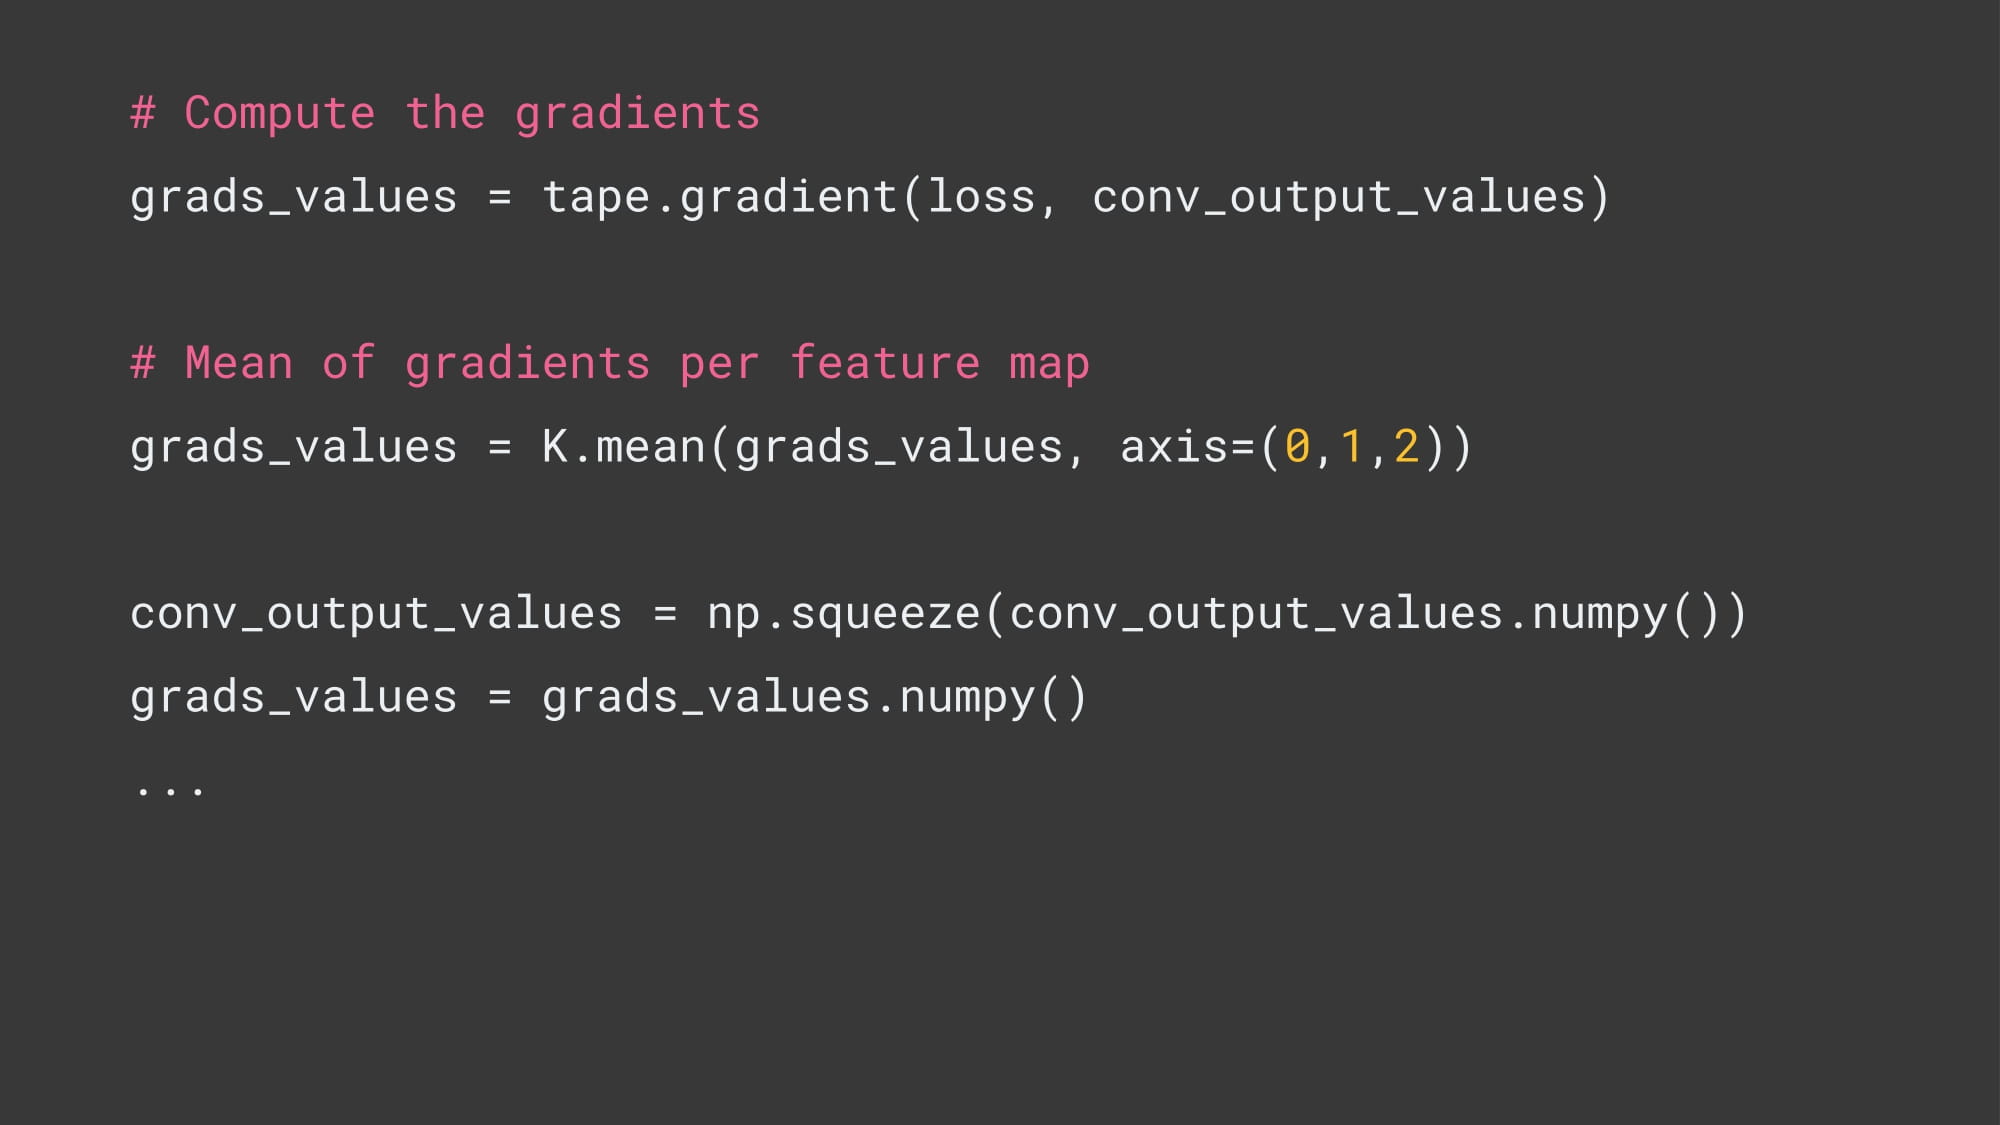 # Compute the gradients
grads_values = tape.gradient(loss, conv_output_values)
# Mean of gradients per feature map
grads_values = K.mean(grads_values, axis=(0,1,2))
conv_output_values = np.squeeze(conv_output_values.numpy())
grads_values = grads_values.numpy()
...